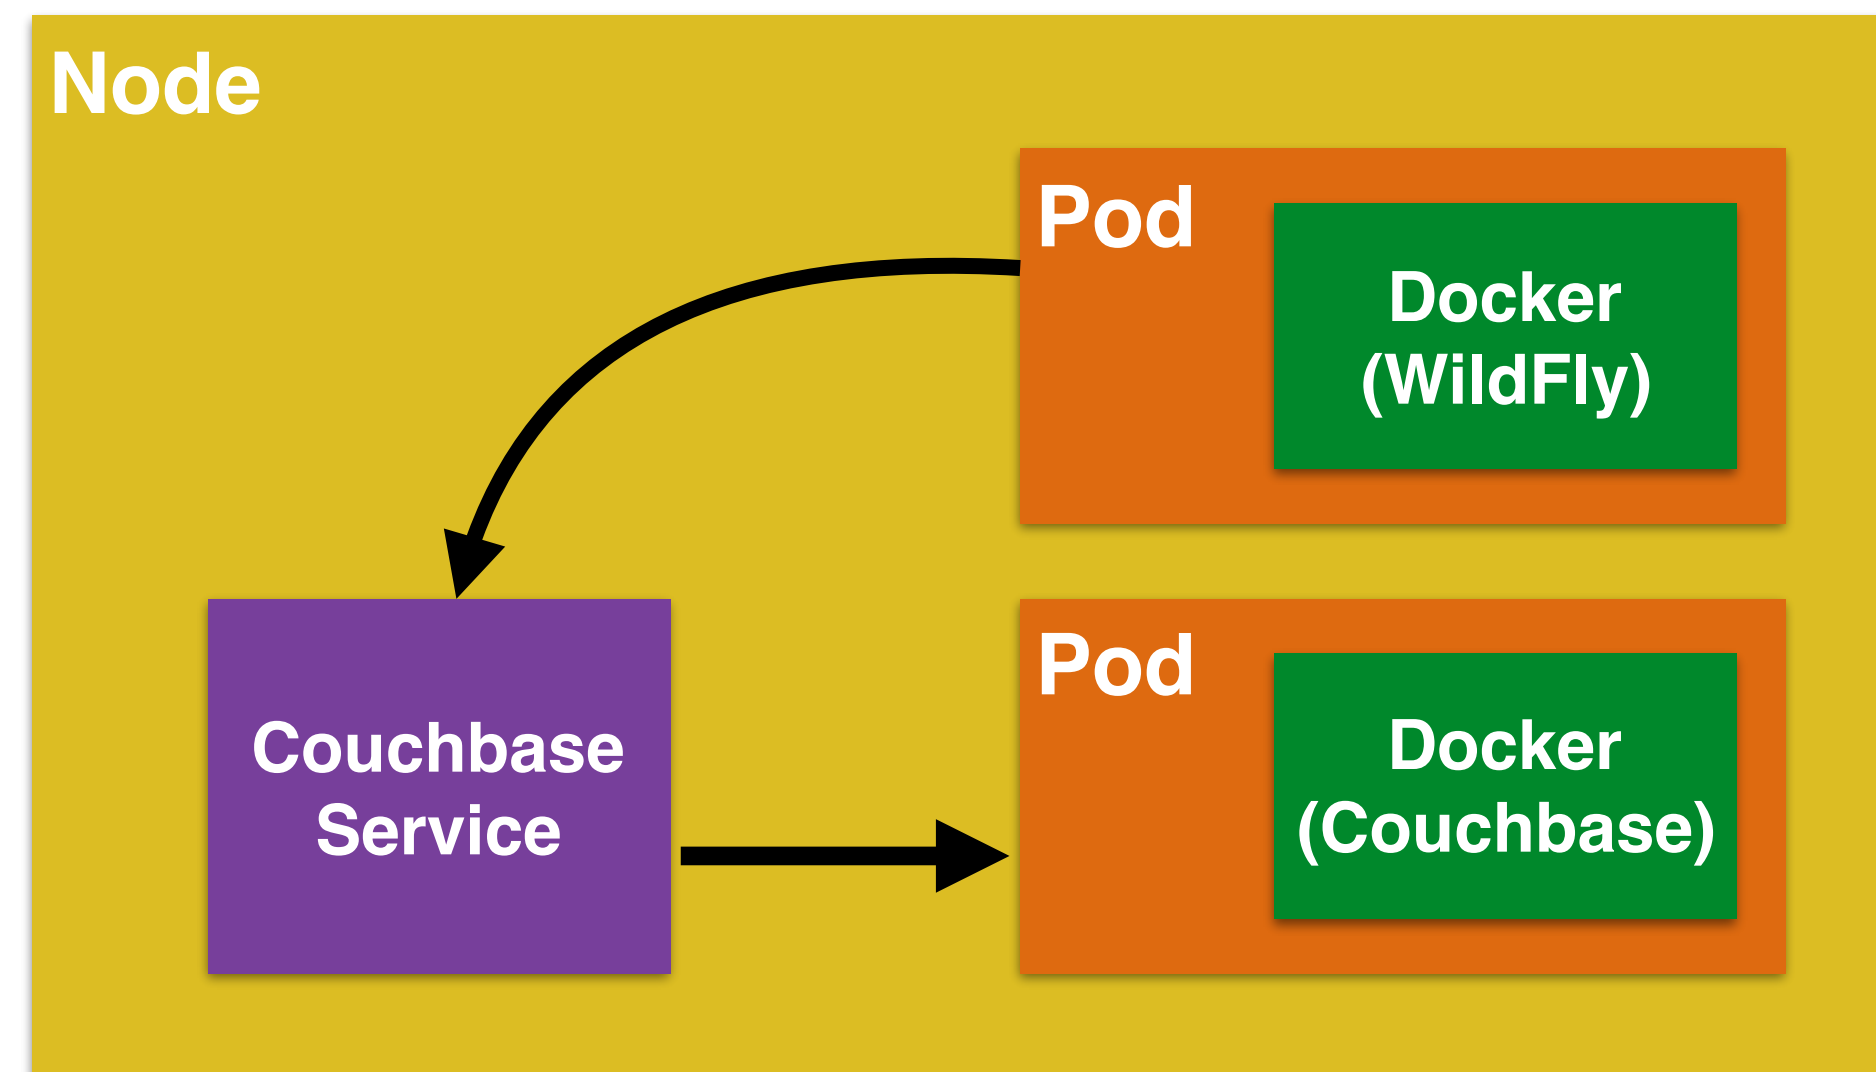 Node
Pod
Docker
(WildFly)
Couchbase
Service
Pod
Docker
(Couchbase)